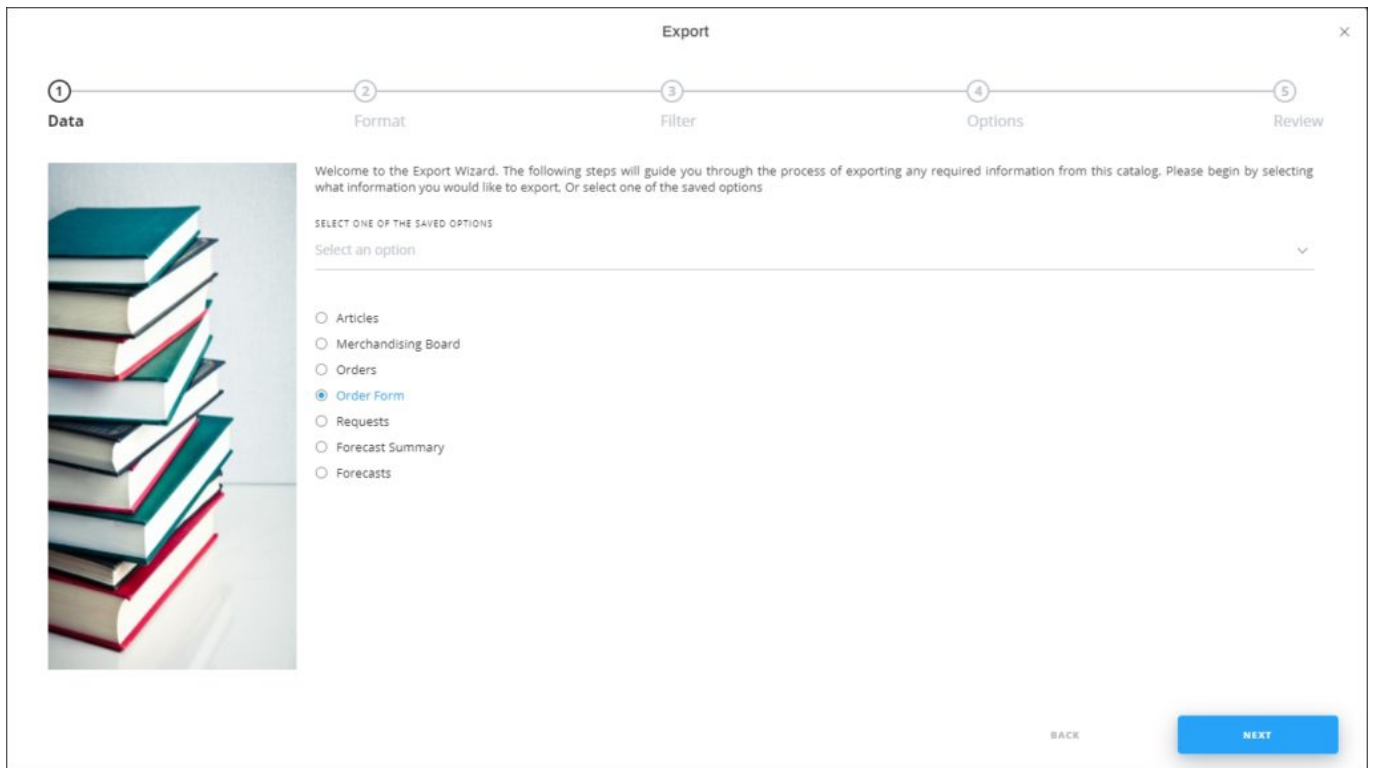 Export
1
2
3
4
5
Data
Format
Filter
Options
Review
Welcome to the Export Wizard. The following steps will guide you through the process of exporting any required information from this catalog. Please begin by selecting
what information you would like to export. Or select one of the saved options
SELECT ONE OF THE SAVED OPTIONS
Select an option
Articles
Merchandising Board
Orders
Order Form
Requests
Forecast Summary
Forecasts
BACK
NEXT